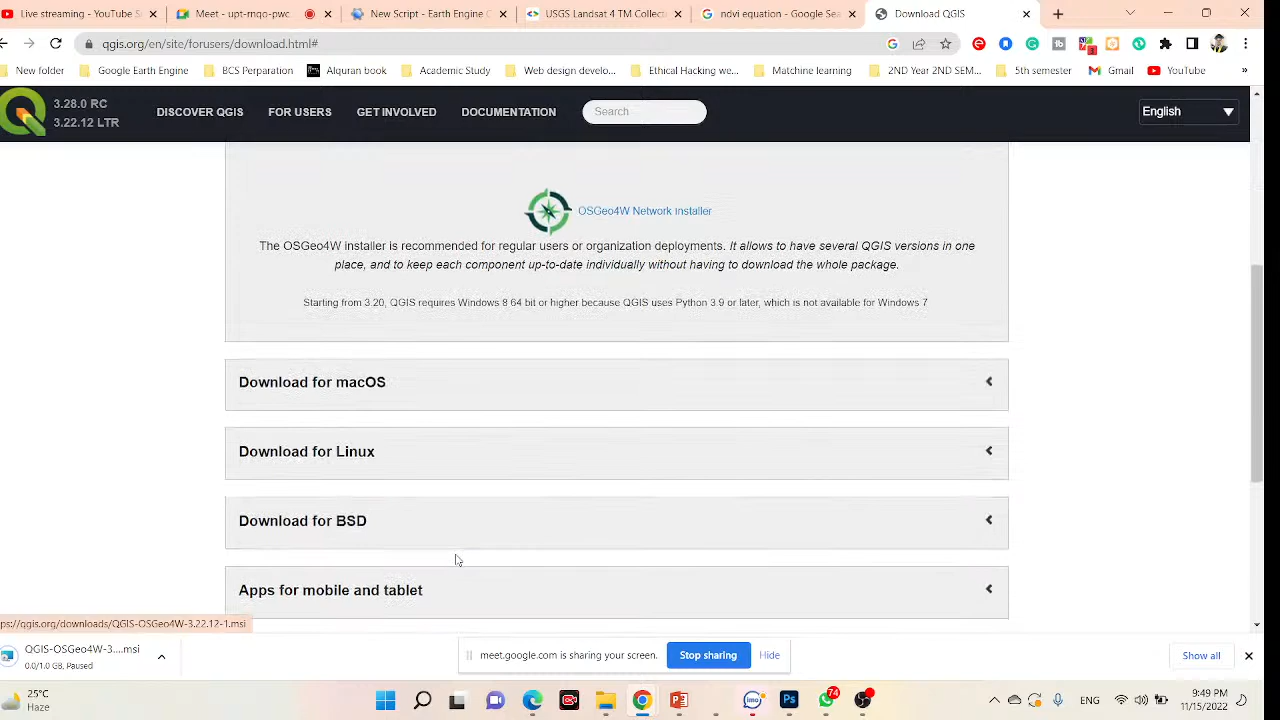 Live streaming - YouTube S
Meet - upt-rnqo-pwc
New Script - Earth Engine C
USGS Landsat 4 TM Collect
ndvi equation - Google Sea
Download QGIS
qgis.org/en/site/forusers/download.html#
New folder
Google Earth Engine
BCS Perparation
Alquran book
Academy Study
Web design develo...
Ethical Hacking we...
Matchine learning
2ND Year 2ND SEM...
5th semester
Gmail
YouTube
»
3.28.0 RC
3.22.12 LTR
DISCOVER QGIS
FOR USERS
GET INVOLVED
DOCUMENTATION
Search
English
OSGeo4W Network Installer
The OSGeo4W installer is recommended for regular users or organization deployments. It allows to have several QGIS versions in one
place, and to keep each component up-to-date individually without having to download the whole package.
Starting from 3.20, QGIS requires Windows 8 64 bit or higher because QGIS uses Python 3.9 or later, which is not available for Windows 7
Download for macOS
Download for Linux
Download for BSD
Apps for mobile and tablet
ps://qgis.org/downloads/QGIS-OSGeo4W-3.22.12-1.msi
QGIS-OSGeo4W-3....msi
0.0/1.0 GB, Paused
meet.google.com is sharing your screen.
Stop sharing
Hide
Show all
25°C
Haze
imo
Ps
74
ENG
9:49 PM
11/15/2022